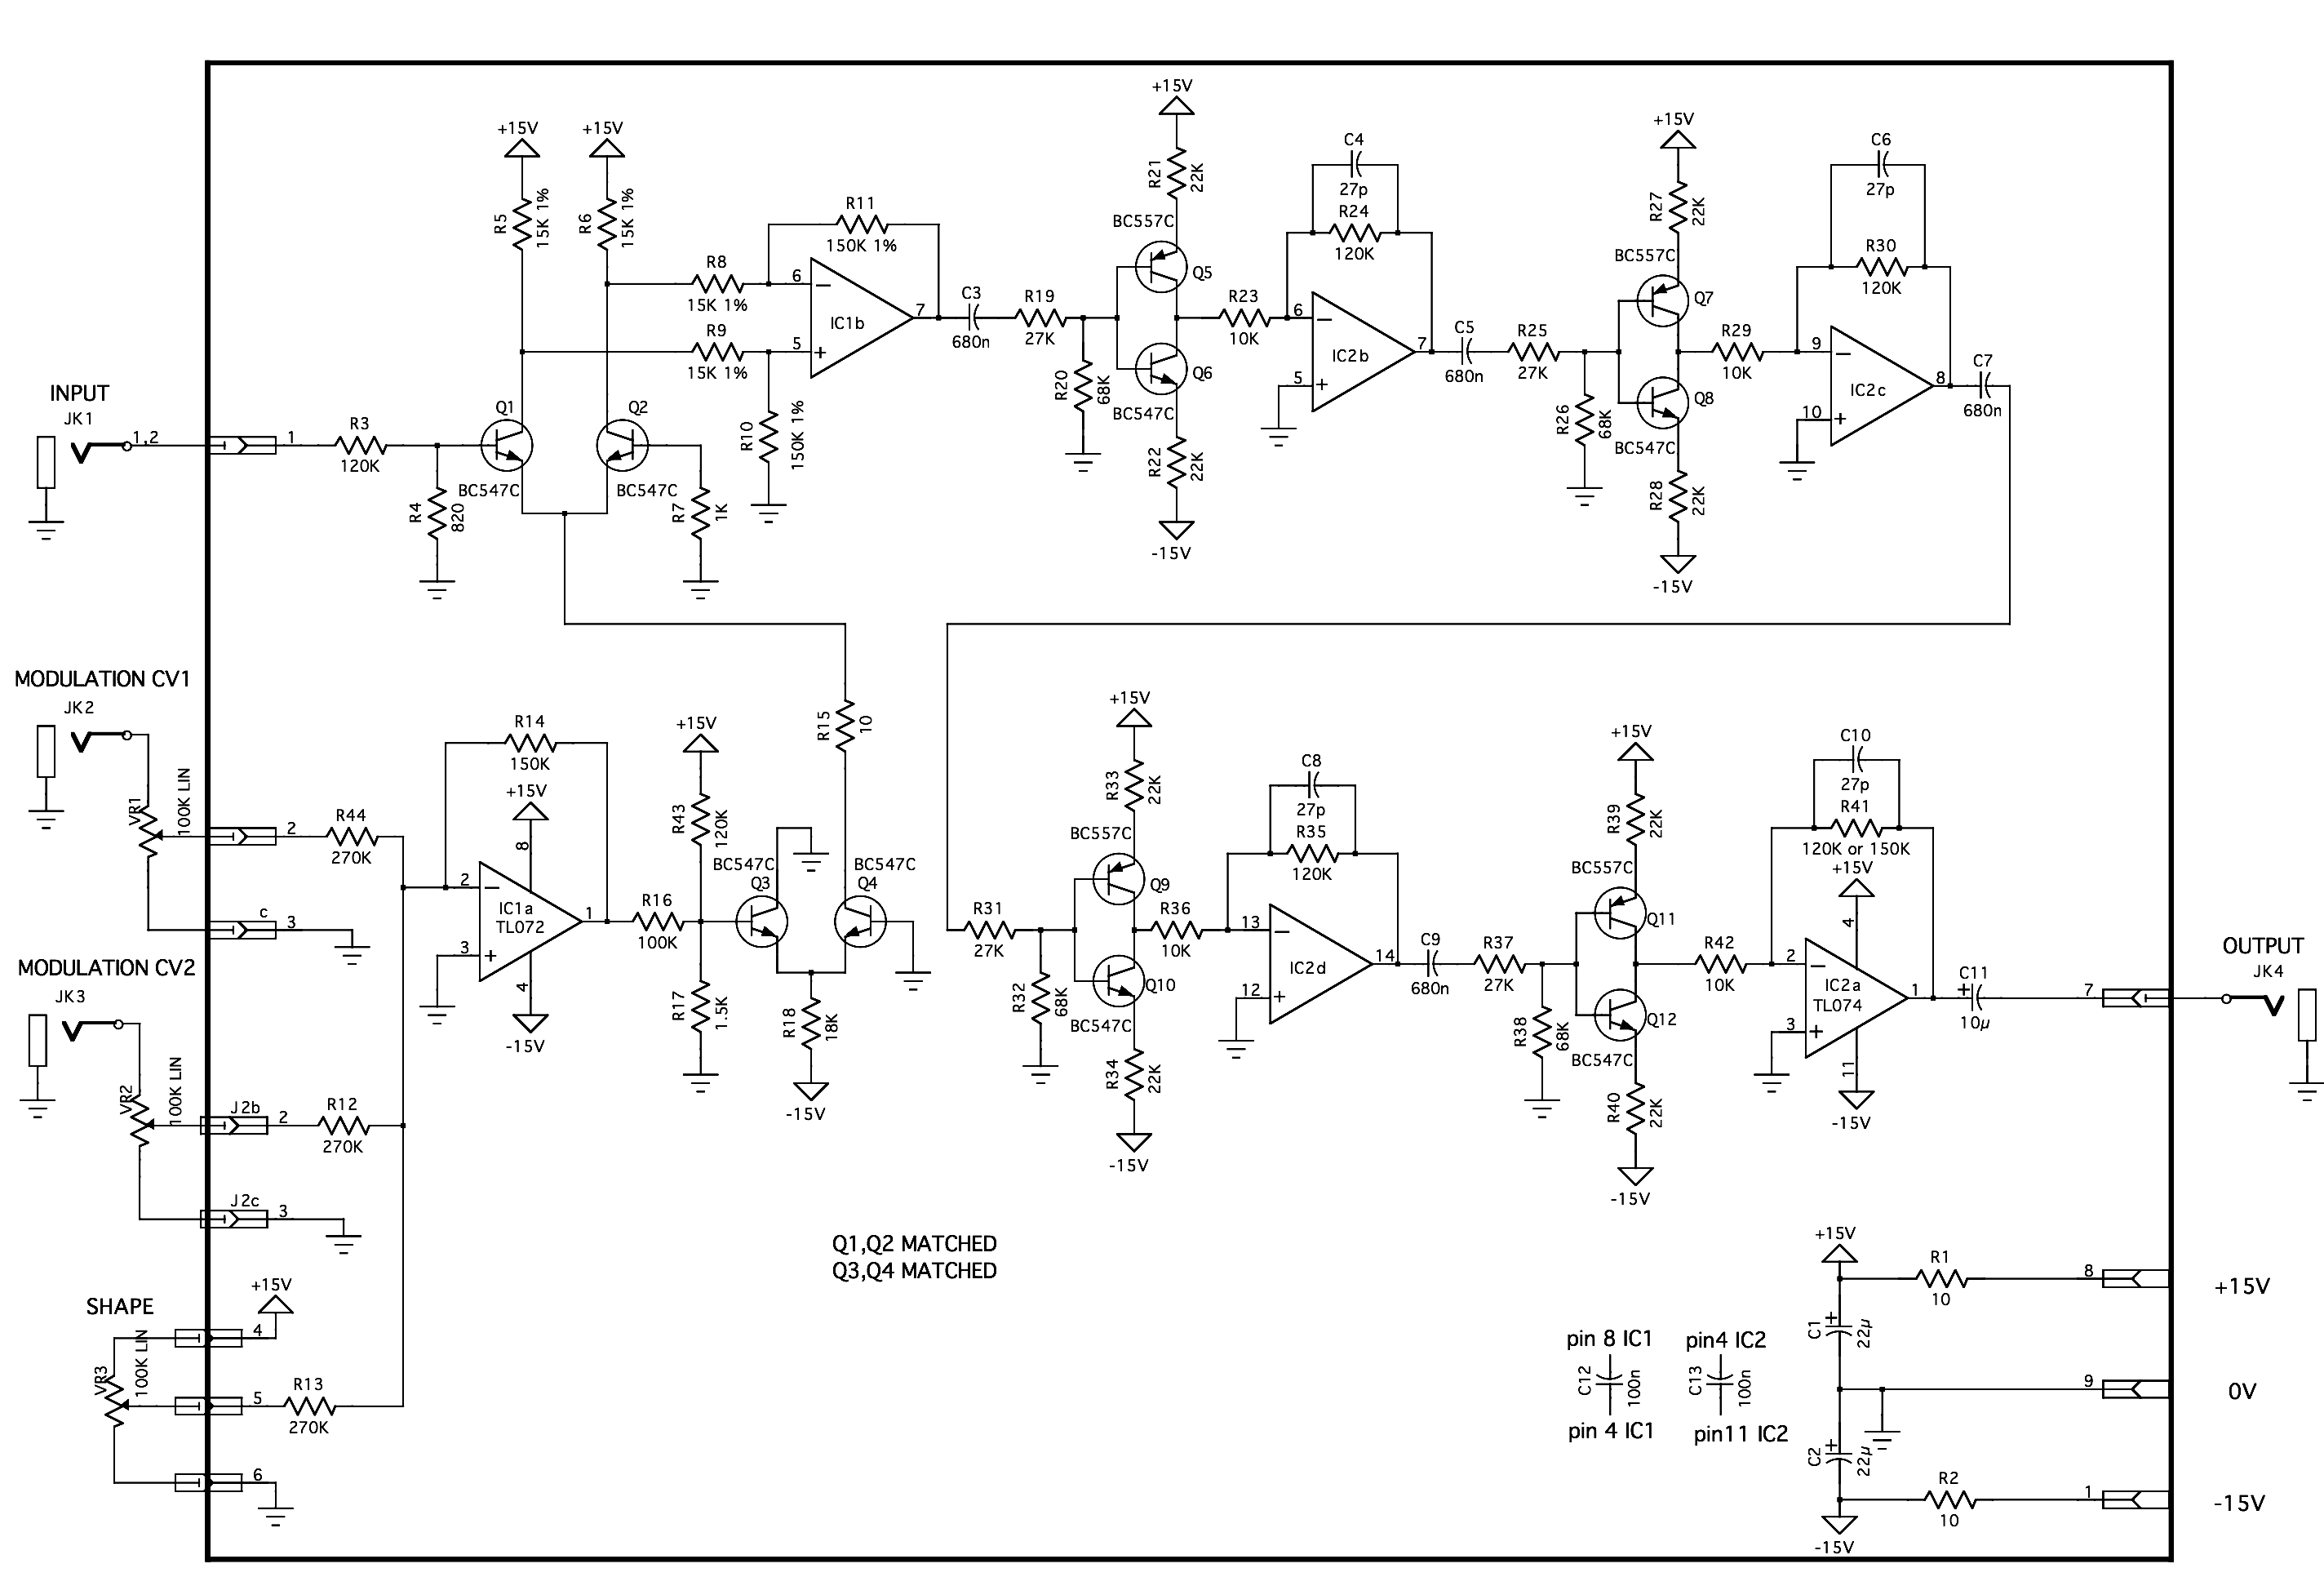 +15V
+15V
+15V
+15V
R5
15K 1%
R6
15K 1%
R11
150K 1%
R8
15K 1%
6
IC1b
7
R9
15K 1%
5
R10
150K 1%
C3
680n
R19
27K
R20
68K
R21
22K
BC557C
Q5
Q6
BC547C
R22
22K
-15V
C4
27p
R24
120K
R23
10K
6
IC2b
7
5
C5
680n
R25
27K
R26
68K
R27
22K
BC557C
Q7
Q8
BC547C
R28
22K
-15V
C6
27p
R30
120K
R29
10K
9
IC2c
8
10
C7
680n
INPUT
JK1
1,2
1
R3
120K
R4
820
Q1
BC547C
Q2
BC547C
R7
1K
MODULATION CV1
JK2
VR1
100K LIN
2
R44
270K
c
3
R14
150K
+15V
8
2
IC1a
TL072
1
3
4
-15V
R16
100K
+15V
R43
120K
R17
1.5K
BC547C
Q3
R15
10
BC547C
Q4
R18
18K
-15V
R31
27K
R32
68K
+15V
R33
22K
BC557C
Q9
Q10
BC547C
R34
22K
-15V
R36
10K
C8
27p
R35
120K
13
IC2d
14
12
C9
680n
R37
27K
R38
68K
+15V
R39
22K
BC557C
Q11
Q12
BC547C
R40
22K
-15V
R42
10K
C10
27p
R41
120K or 150K
+15V
4
2
IC2a
TL074
1
3
11
-15V
C11
+
10µ
7
OUTPUT
JK4
MODULATION CV2
JK3
VR2
100K LIN
J2b
2
R12
270K
J2c
3
SHAPE
+15V
VR3
100K LIN
4
5
R13
270K
6
Q1,Q2 MATCHED
Q3,Q4 MATCHED
pin 8 IC1
C12
100n
pin 4 IC1
pin4 IC2
C13
100n
pin11 IC2
+15V
R1
10
8
+15V
C1
+
22µ
9
0V
C2
+
22µ
R2
10
1
-15V
-15V